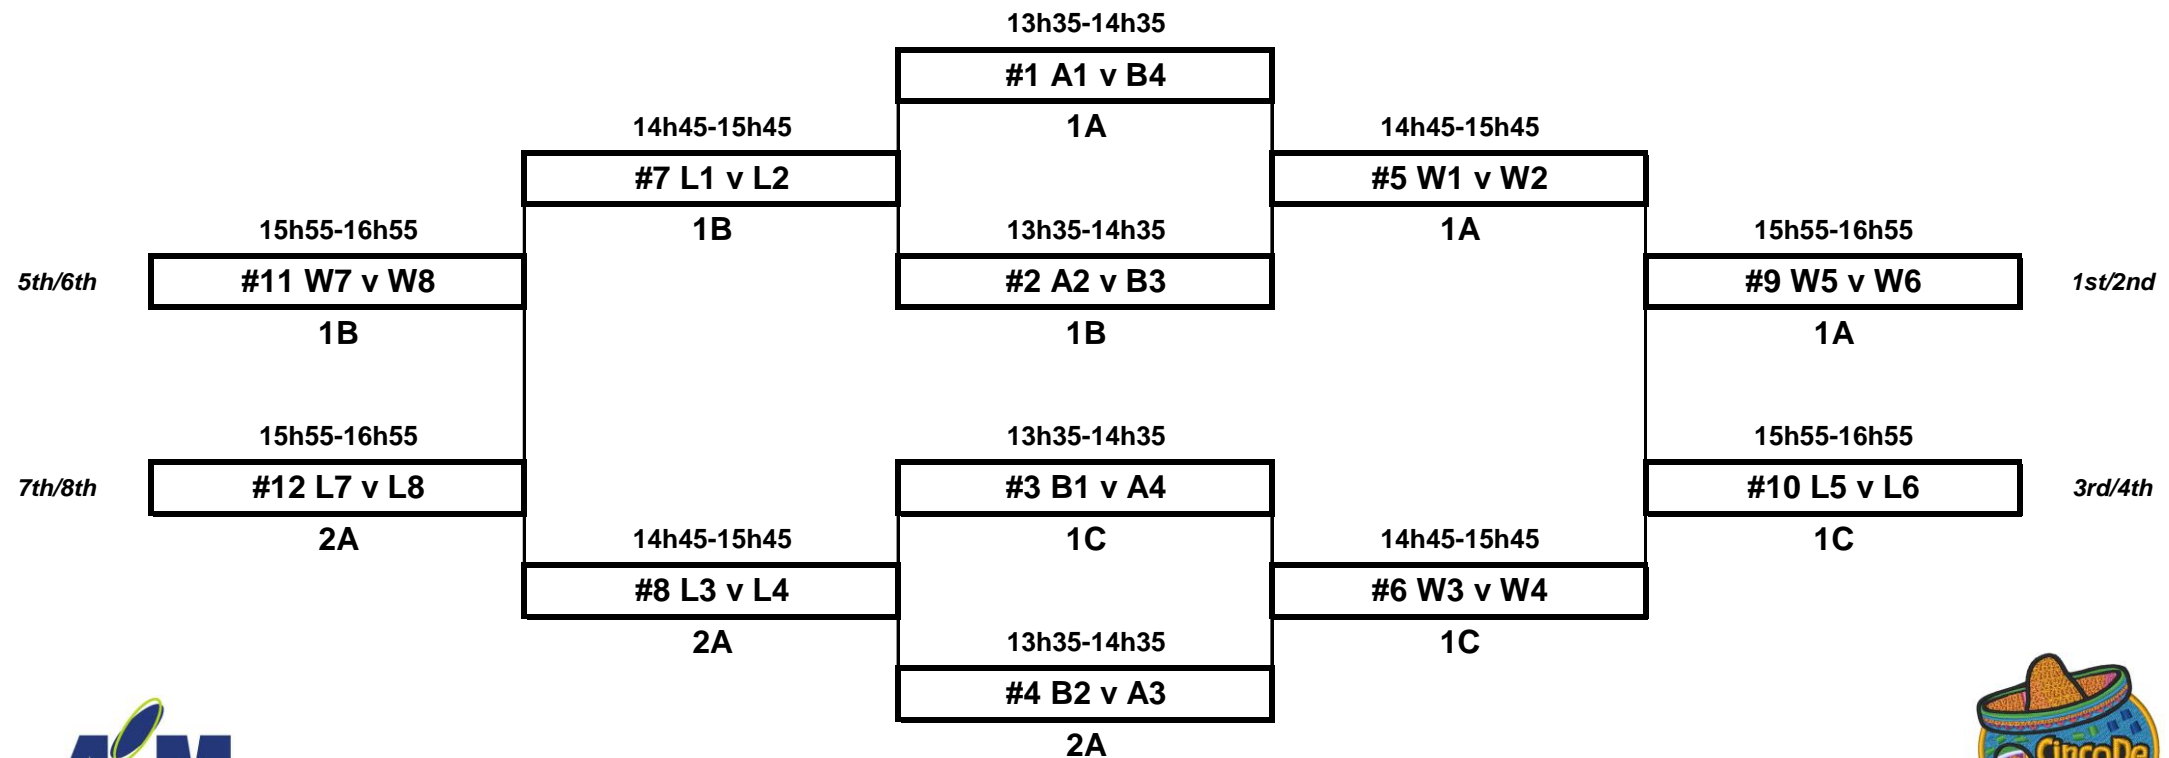 13h35-14h35
#1 A1 v B4
1A
14h45-15h45
#7 L1 v L2
1B
14h45-15h45
#5 W1 v W2
1A
15h55-16h55
5th/6th
#11 W7 v W8
1B
13h35-14h35
#2 A2 v B3
1B
15h55-16h55
#9 W5 v W6
1st/2nd
1A
15h55-16h55
7th/8th
#12 L7 v L8
2A
13h35-14h35
#3 B1 v A4
1C
15h55-16h55
#10 L5 v L6
3rd/4th
1C
14h45-15h45
#8 L3 v L4
2A
14h45-15h45
#6 W3 v W4
1C
13h35-14h35
#4 B2 v A3
2A
CincoDe